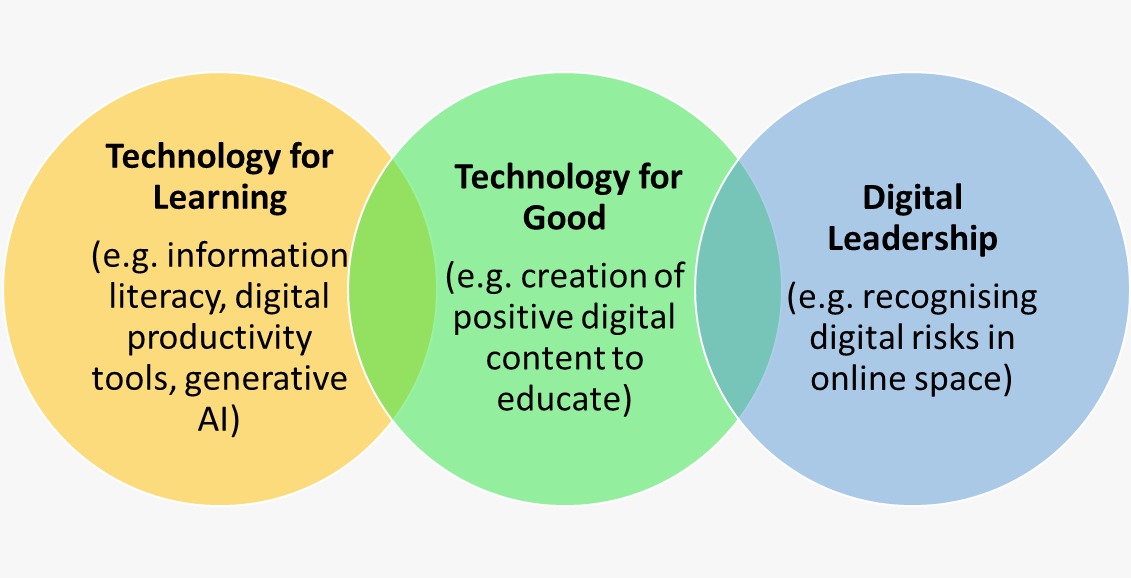 Technology for
Learning
(e.g. information
literacy, digital
productivity
tools, generative
AI)
Technology for
Good
(e.g. creation of
positive digital
content to
educate)
Digital
Leadership
(e.g. recognising
digital risks in
online space)